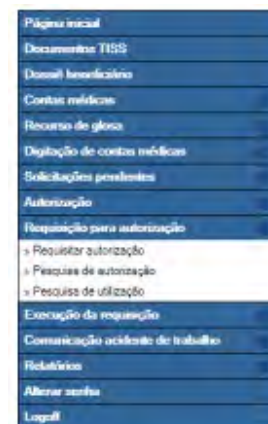 Página inicial
Documentos TISS
Dossiê beneficiário
Contas médicas
Recurso de glosa
Digitação de contas médicas
Solicitações pendentes
Autorização
Requisição para autorização
» Requisitar autorização
» Pesquisa de autorização
» Pesquisa de utilização
Execução da requisição
Comunicação acidente de trabalho
Relatórios
Alterar senha
Logoff